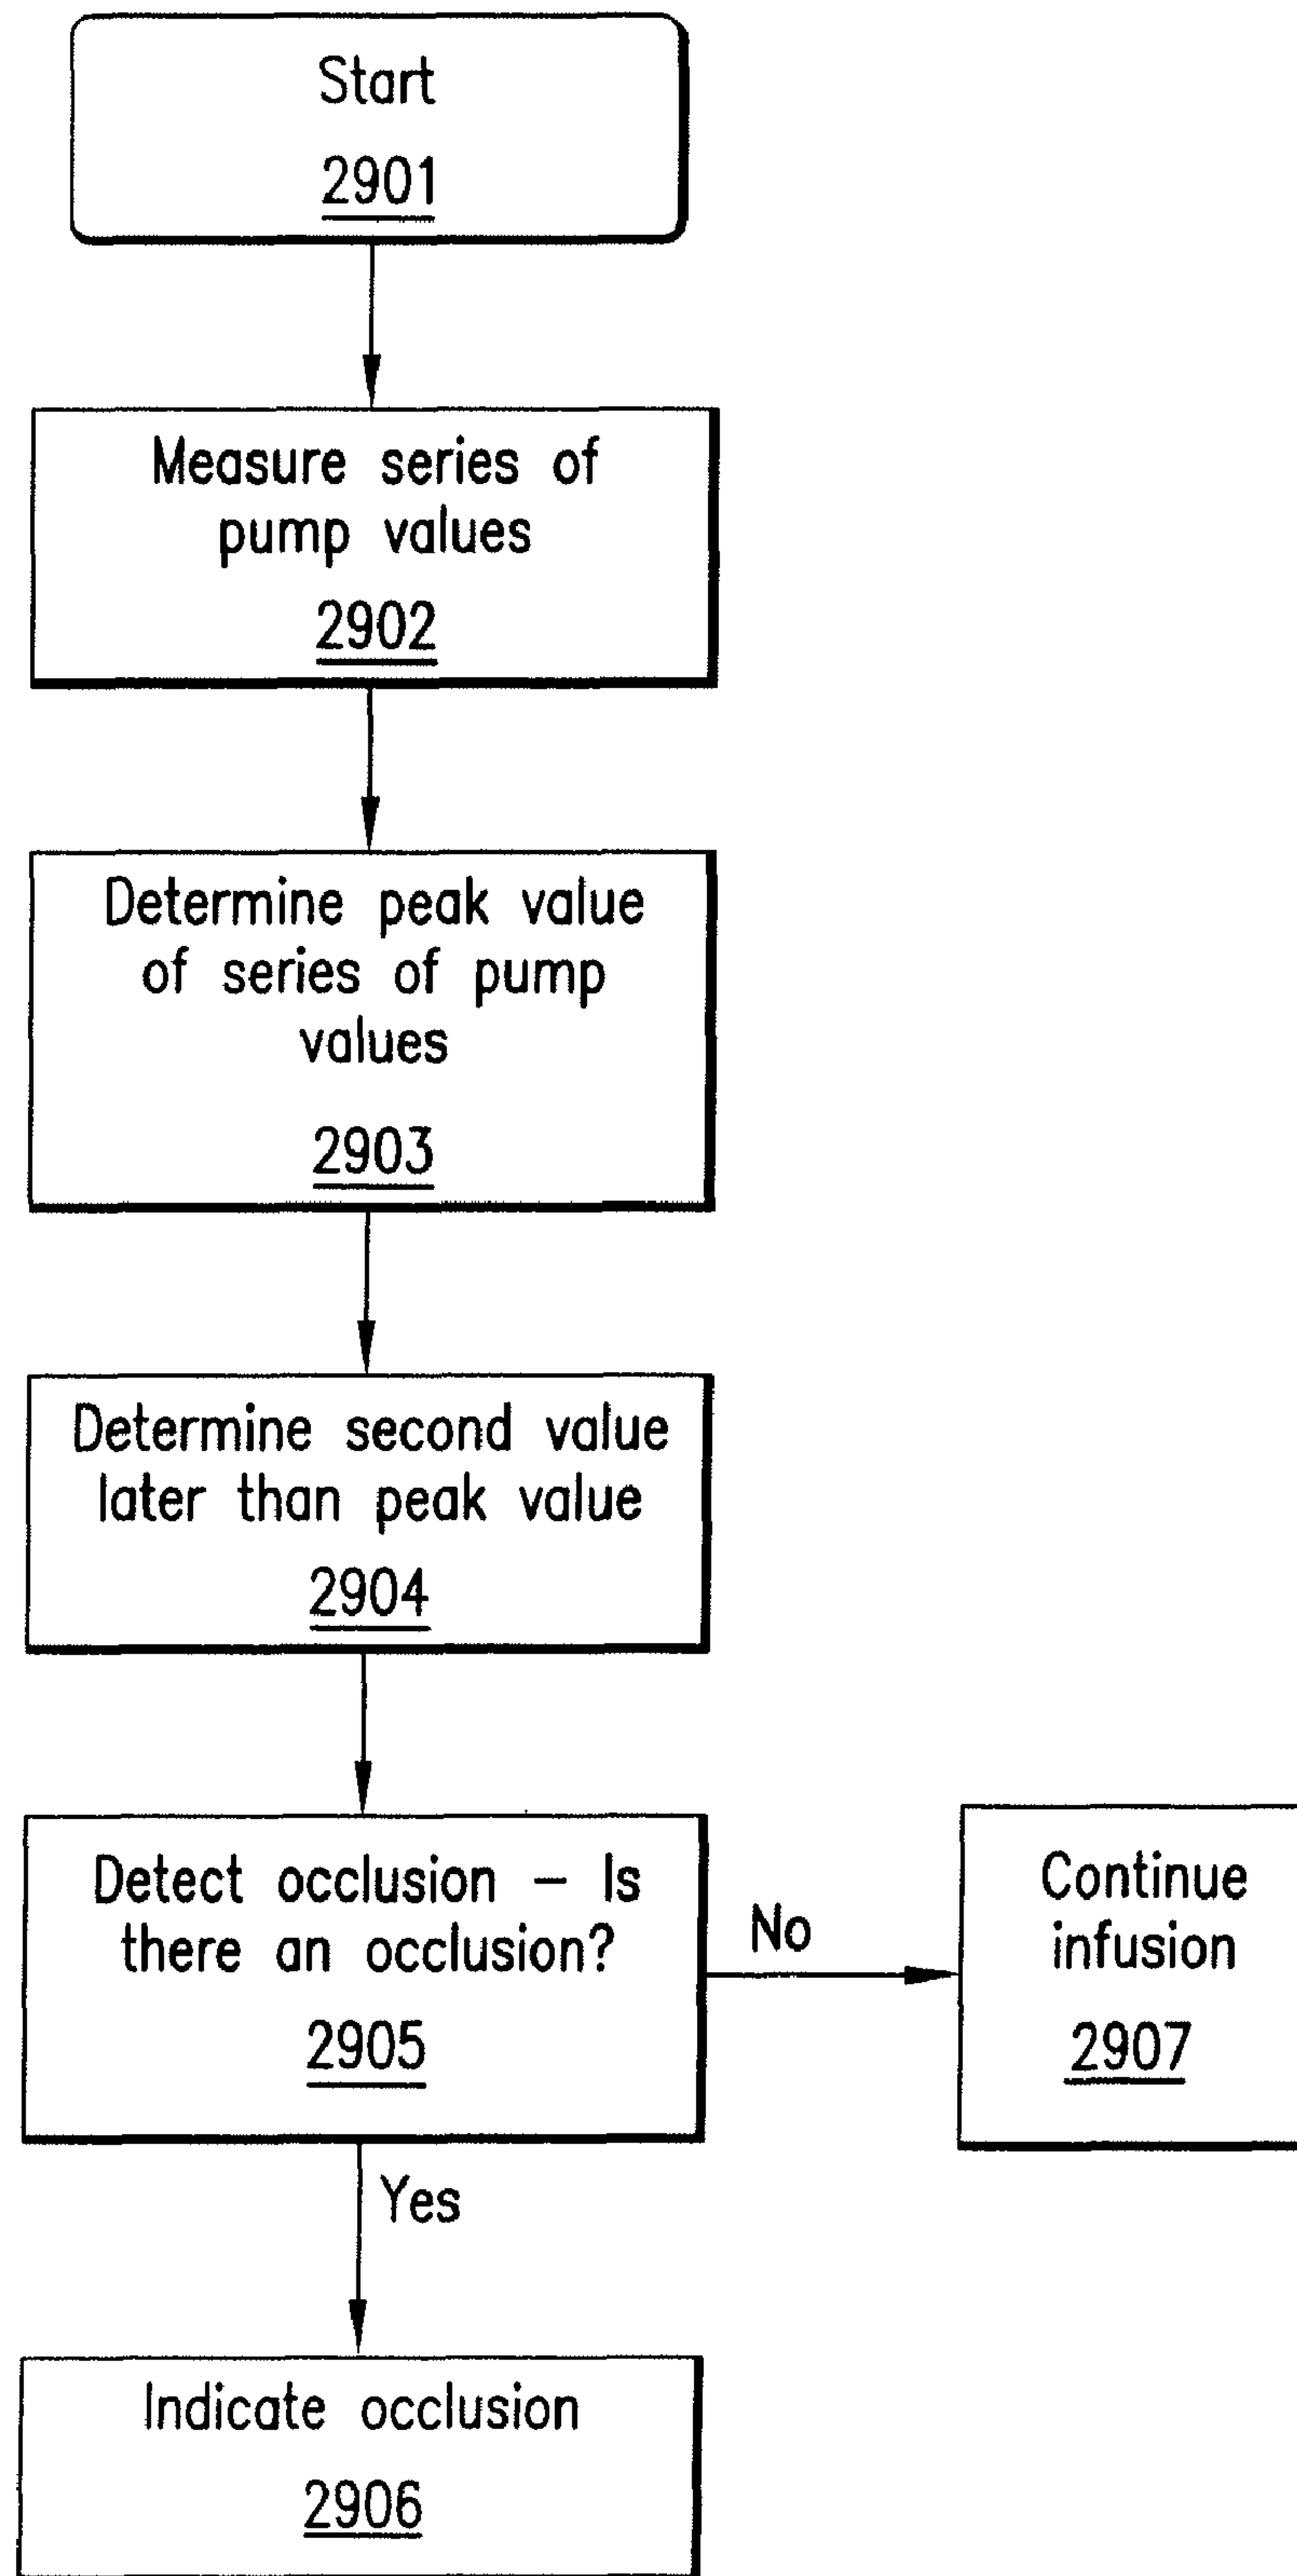 Start
2901
Measure series of
pump values
2902
Determine peak value
of series of pump
values
2903
Determine second value
later than peak value
2904
Detect occlusion – Is
there an occlusion?
2905
No
Continue
infusion
2907
Yes
Indicate occlusion
2906